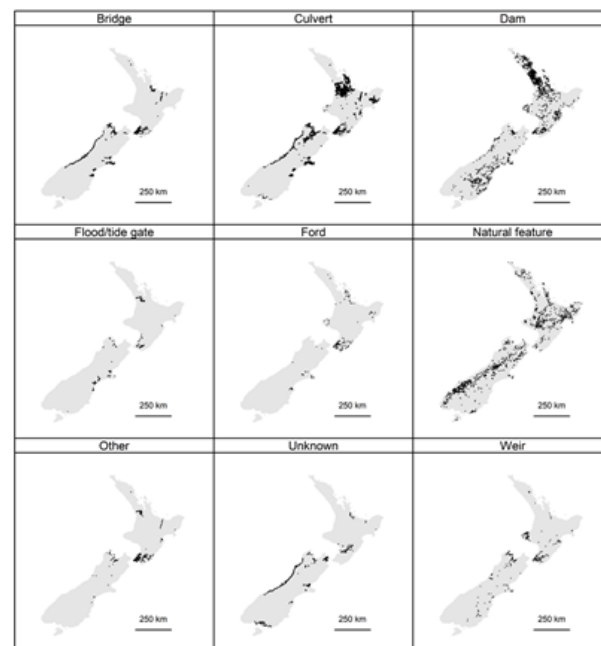 Bridge Culvert Dam
250 km 250 km 250 km
Flood/tide gate Ford Natural feature
250 km 250 km 250 km
Other Unknown Weir
250 km 250 km 250 km